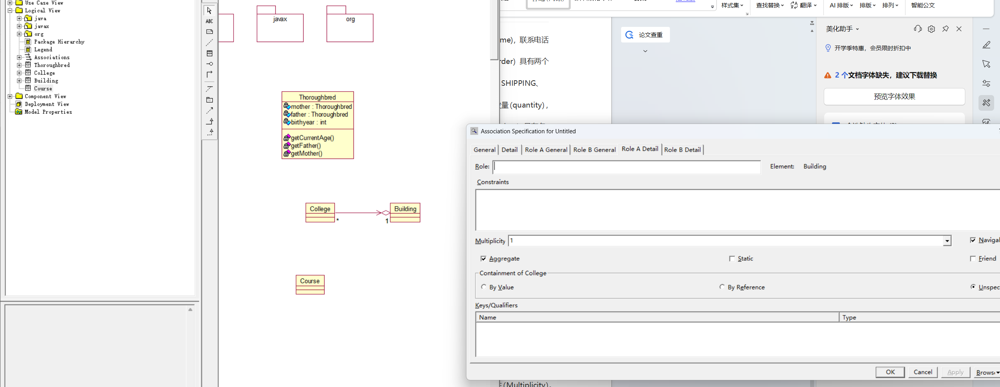 Use Case View
Logical View
java
javax
org
Package Hierarchy
Legend
Associations
Thoroughbred
College
Building
Course
Component View
Deployment View
Model Properties
ABC
javax
org
Thoroughbred
mother : Thoroughbred
father : Thoroughbred
birthyear : int
getCurrentAge()
getFather()
getMother()
College
Building
*
1
Course
样式集
查找替换
翻译
AI 排版
排版
排列
智能公文
me)，联系电话
rder) 具有两个
SHIPPING、
量(quantity)，
论文查重
美化助手
开学季特惠，会员限时折扣中
2 个文档字体缺失，建议下载替换
预览字体效果
Association Specification for Untitled
General
Detail
Role A General
Role B General
Role A Detail
Role B Detail
Role:
Element: Building
Constraints
Multiplicity 1
Navigal
Aggregate
Static
Friend
Containment of College
By Value
By Reference
Unspec
Keys/Qualifiers
Name
Type
OK
Cancel
Apply
Brows
(Multiplicity)、